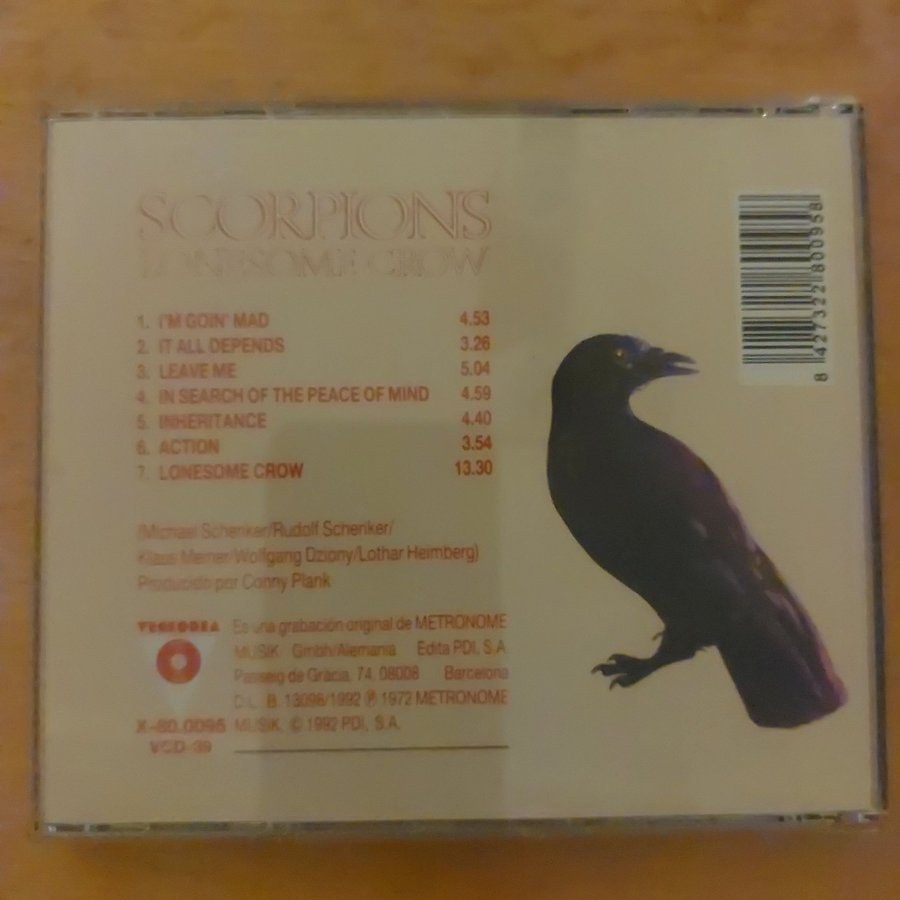 SCORPIONS
LONESOME CROW
1. I'M GOIN' MAD 4.53
2. IT ALL DEPENDS 3.26
3. LEAVE ME 5.04
4. IN SEARCH OF THE PEACE OF MIND 4.59
5. INHERITANCE 4.40
6. ACTION 3.54
7. LONESOME CROW 13.30
(Michael Schenker/Rudolf Schenker/
Klaus Meiner/Wolfgang Dziony/Lothar Heimberg)
Producido por Conny Plank
Es una grabación original de METRONOME
MUSIK Gmbh/Alemania Edita PDI, S.A.
Passeig de Gràcia, 74, 08008 Barcelona
D.L. B. 13098/1992 ℗ 1972 METRONOME
MUSIK. © 1992 PDI, S.A.
X-80.0095
VCD-39
8 427322 800958